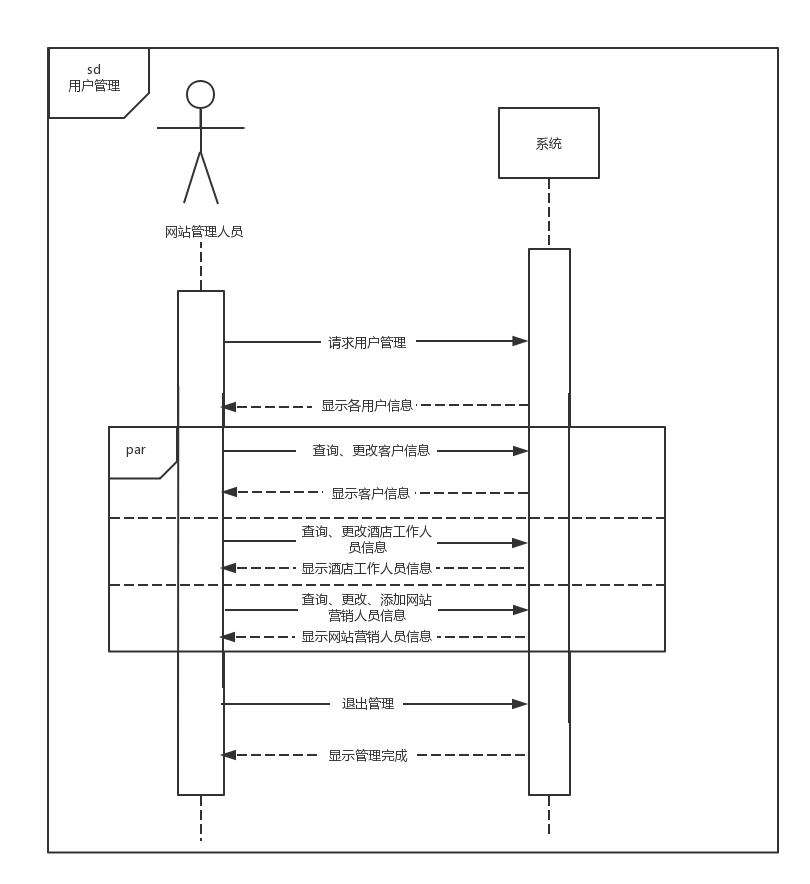 sd
用户管理
系统
网站管理人员
请求用户管理
显示各用户信息
par
查询、更改客户信息
显示客户信息
查询、更改酒店工作人
员信息
显示酒店工作人员信息
查询、更改、添加网站
营销人员信息
显示网站营销人员信息
退出管理
显示管理完成